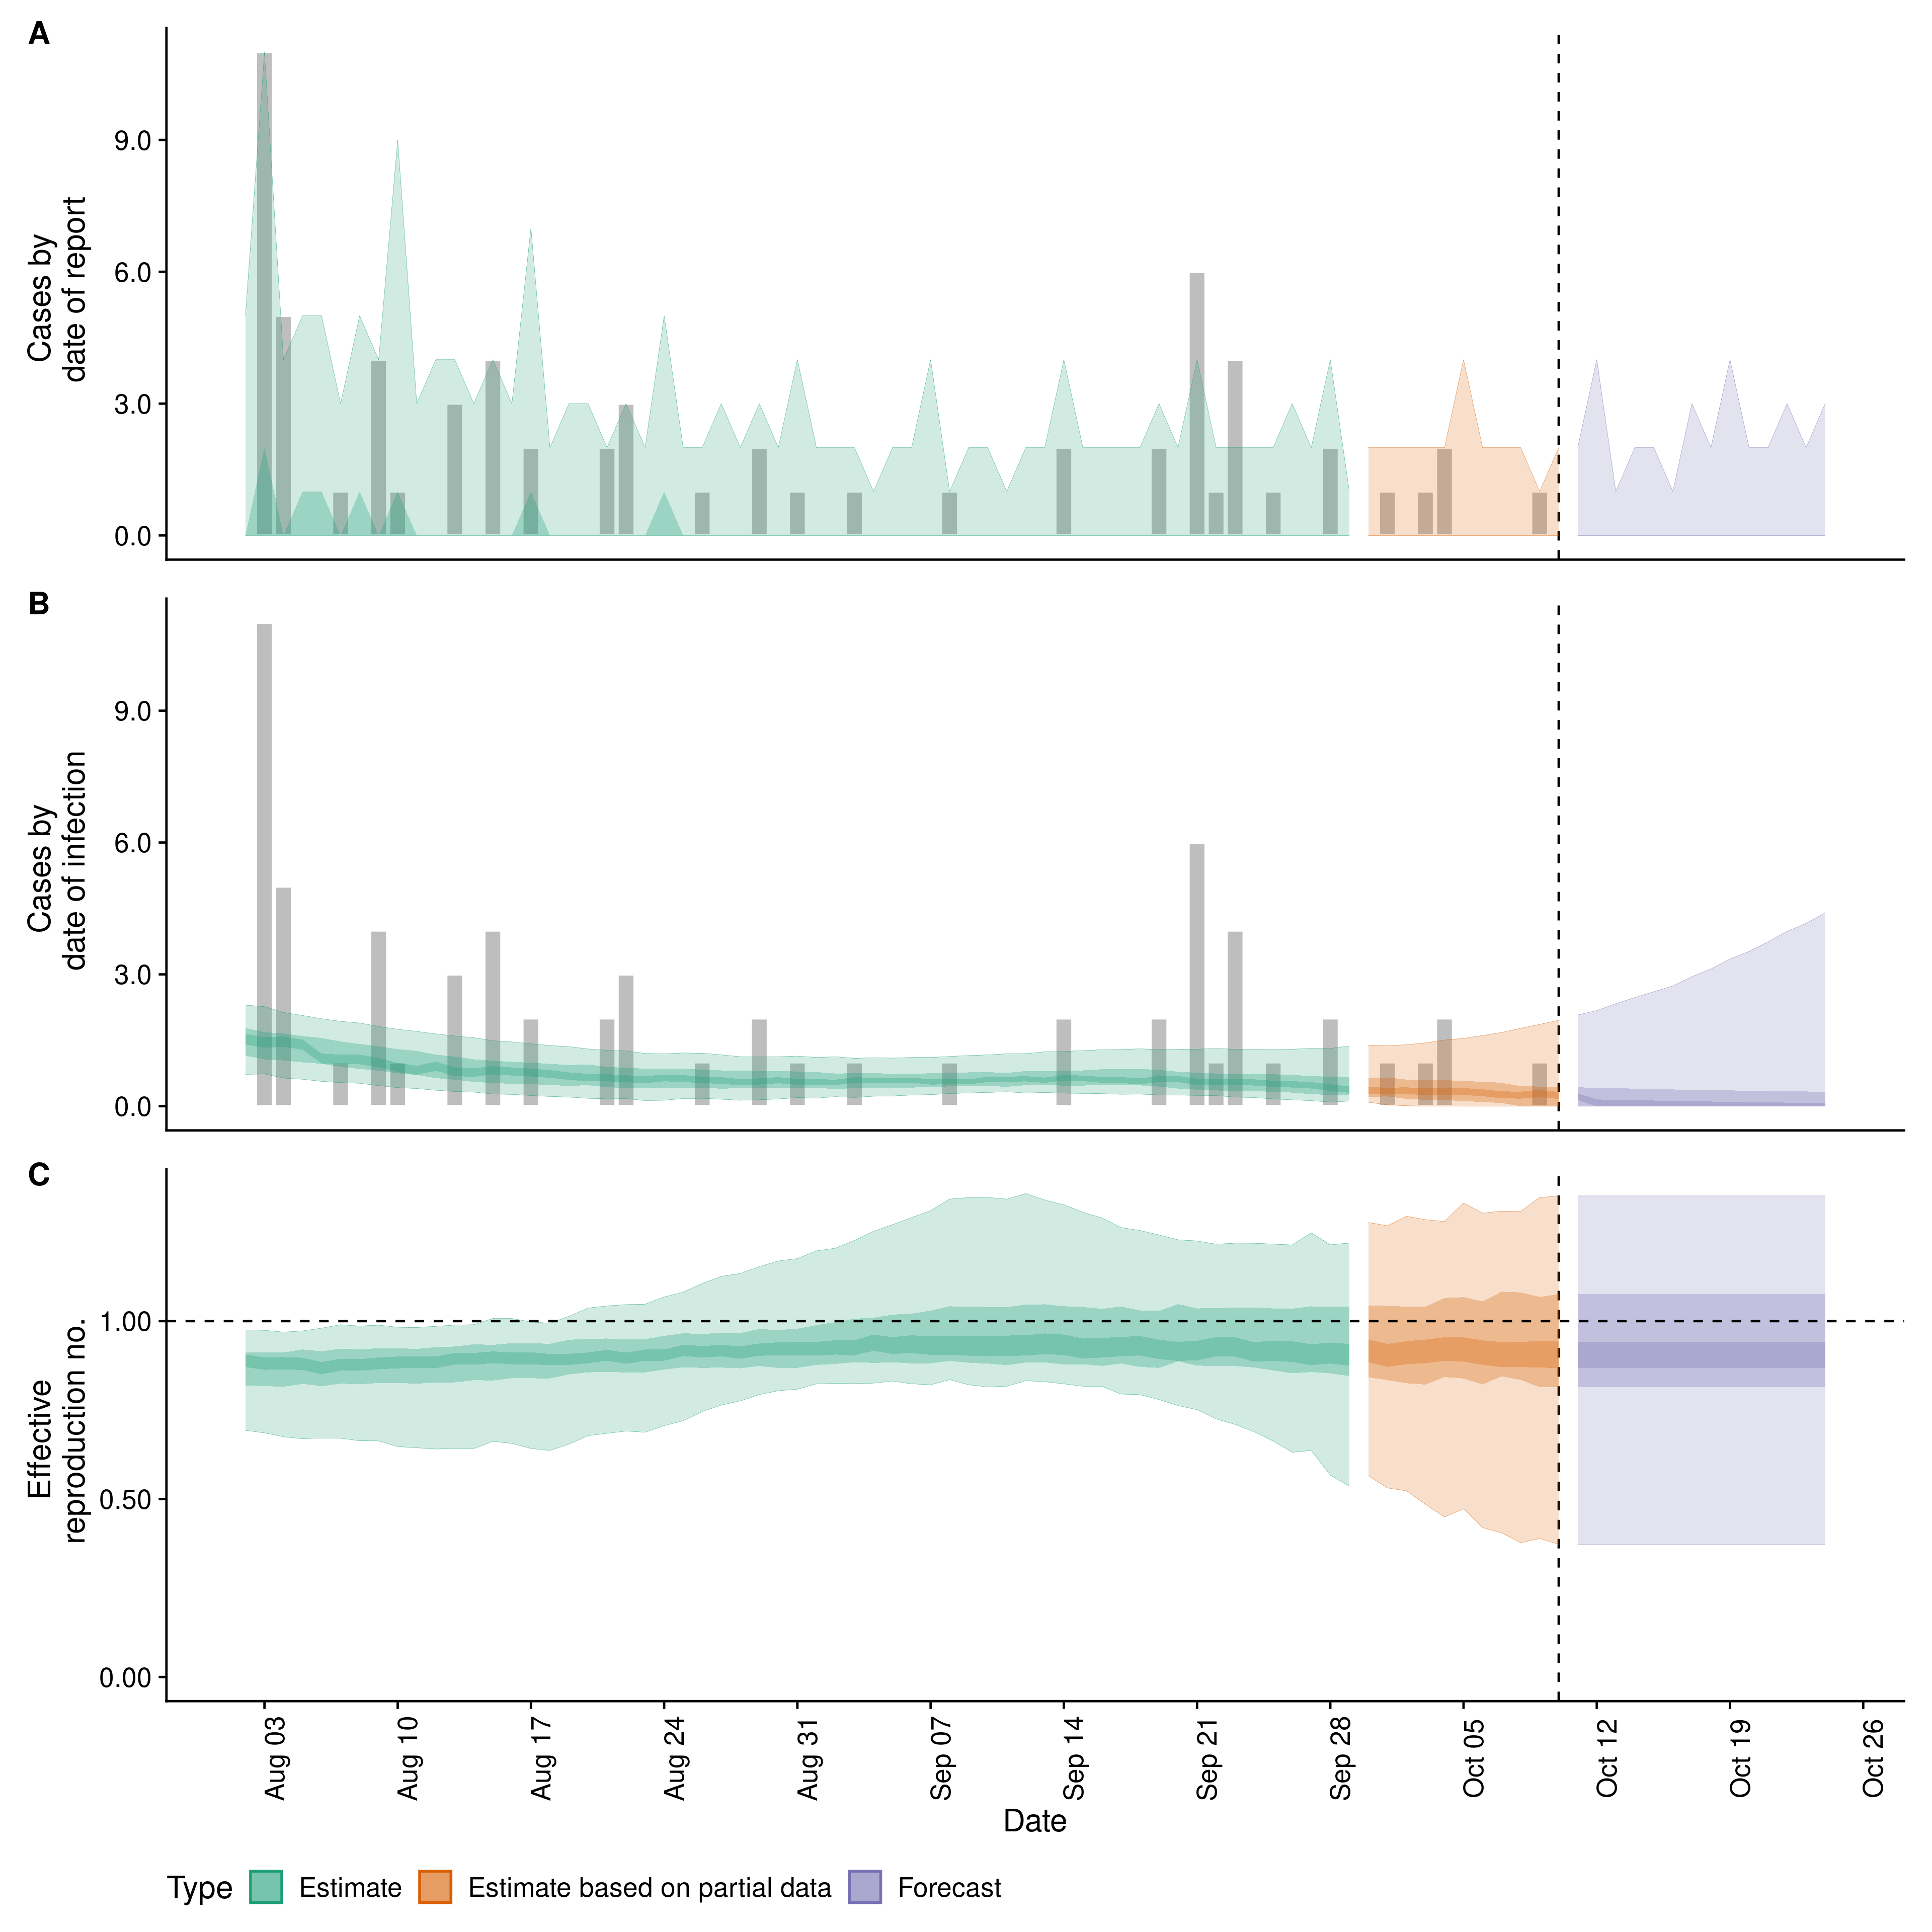 A
Cases by
date of report
9.0
6.0
3.0
0.0
B
Cases by
date of infection
9.0
6.0
3.0
0.0
C
Effective
reproduction no.
1.00
0.50
0.00
Aug 03
Aug 10
Aug 17
Aug 24
Aug 31
Sep 07
Sep 14
Sep 21
Sep 28
Oct 05
Oct 12
Oct 19
Oct 26
Date
Type Estimate Estimate based on partial data Forecast